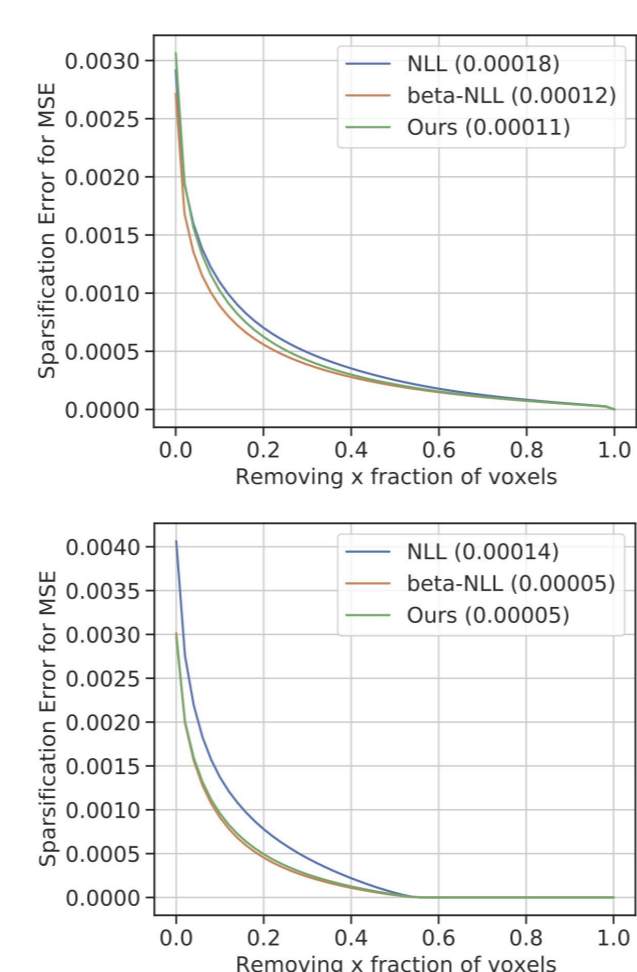 Sparsification Error for MSE
0.0030
0.0025
0.0020
0.0015
0.0010
0.0005
0.0000
NLL (0.00018)
beta-NLL (0.00012)
Ours (0.00011)
0.0 0.2 0.4 0.6 0.8 1.0
Removing x fraction of voxels
Sparsification Error for MSE
0.0040
0.0035
0.0030
0.0025
0.0020
0.0015
0.0010
0.0005
0.0000
NLL (0.00014)
beta-NLL (0.00005)
Ours (0.00005)
0.0 0.2 0.4 0.6 0.8 1.0
Removing x fraction of voxels